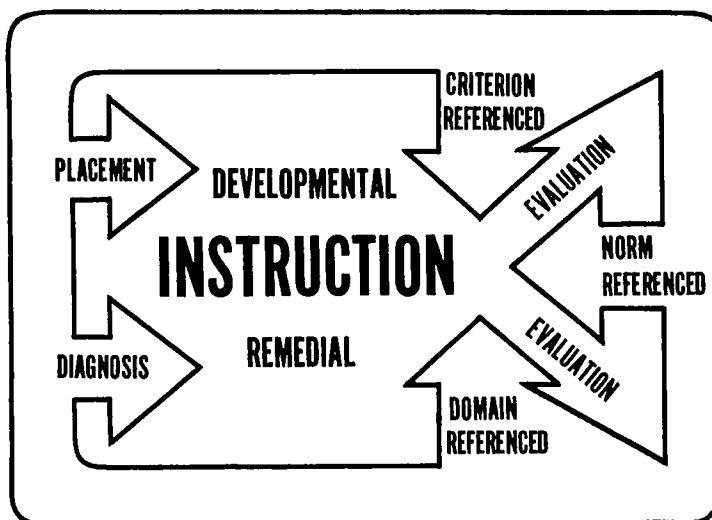 CRITERION
REFERENCED
PLACEMENT
DEVELOPMENTAL
EVALUATION
INSTRUCTION
NORM
REFERENCED
REMEDIAL
EVALUATION
DIAGNOSIS
DOMAIN
REFERENCED